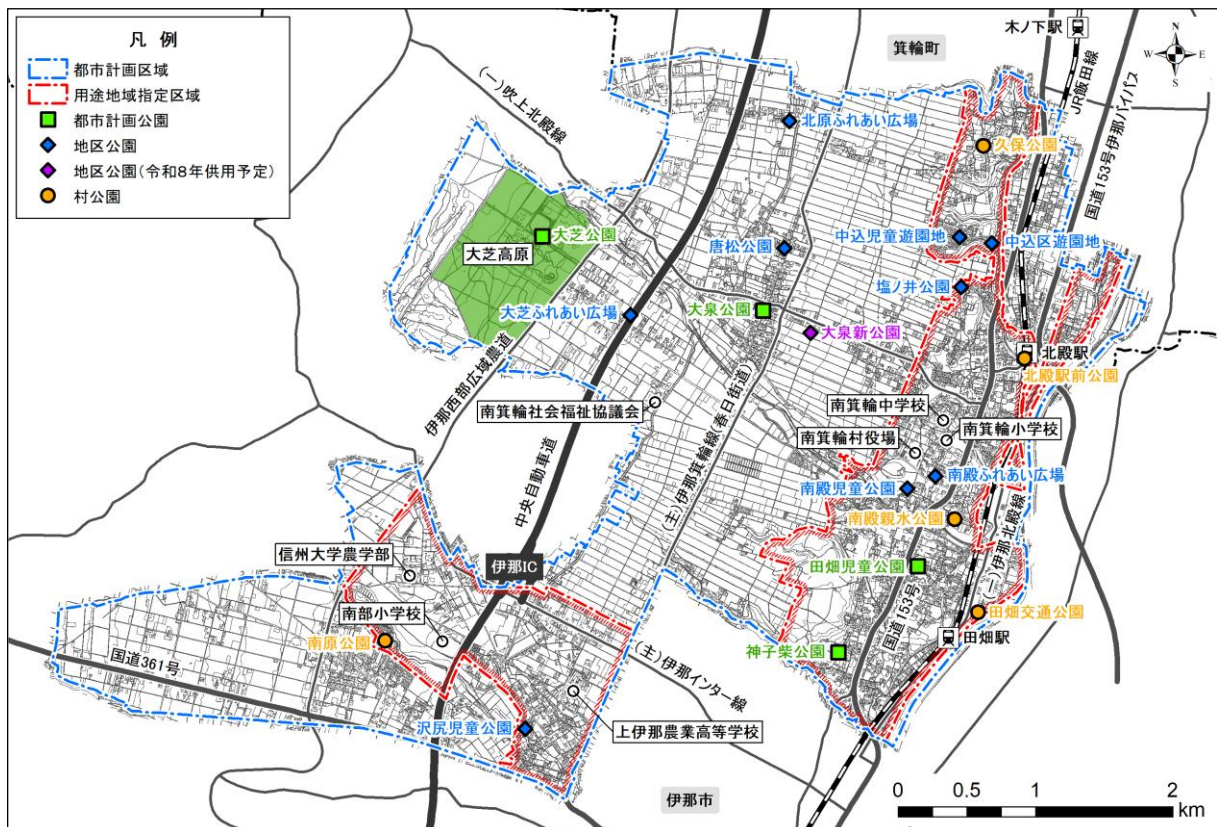 凡 例
都市計画区域
用途地域指定区域
都市計画公園
地区公園
地区公園(令和8年供用予定)
村公園
木ノ下駅
箕輪町
N
W
E
S
JR飯田線
国道153号伊那バイパス
(一)吹上北殿線
北原ふれあい広場
久保公園
大芝公園
大芝高原
中込児童遊園地
中込区遊園地
唐松公園
塩ノ井公園
大芝ふれあい広場
大泉公園
大泉新公園
北殿駅
北殿駅前公園
伊那西部広域農道
南箕輪社会福祉協議会
(主)伊那箕輪線(春日街道)
南箕輪中学校
南箕輪小学校
南箕輪村役場
中央自動車道
南殿ふれあい広場
南殿児童公園
南殿親水公園
(一)伊那北殿線
信州大学農学部
伊那IC
田畑児童公園
国道153号
田畑交通公園
田畑駅
南部小学校
南原公園
神子柴公園
国道361号
(主)伊那インター線
沢尻児童公園
上伊那農業高等学校
伊那市
0
0.5
1
2
km